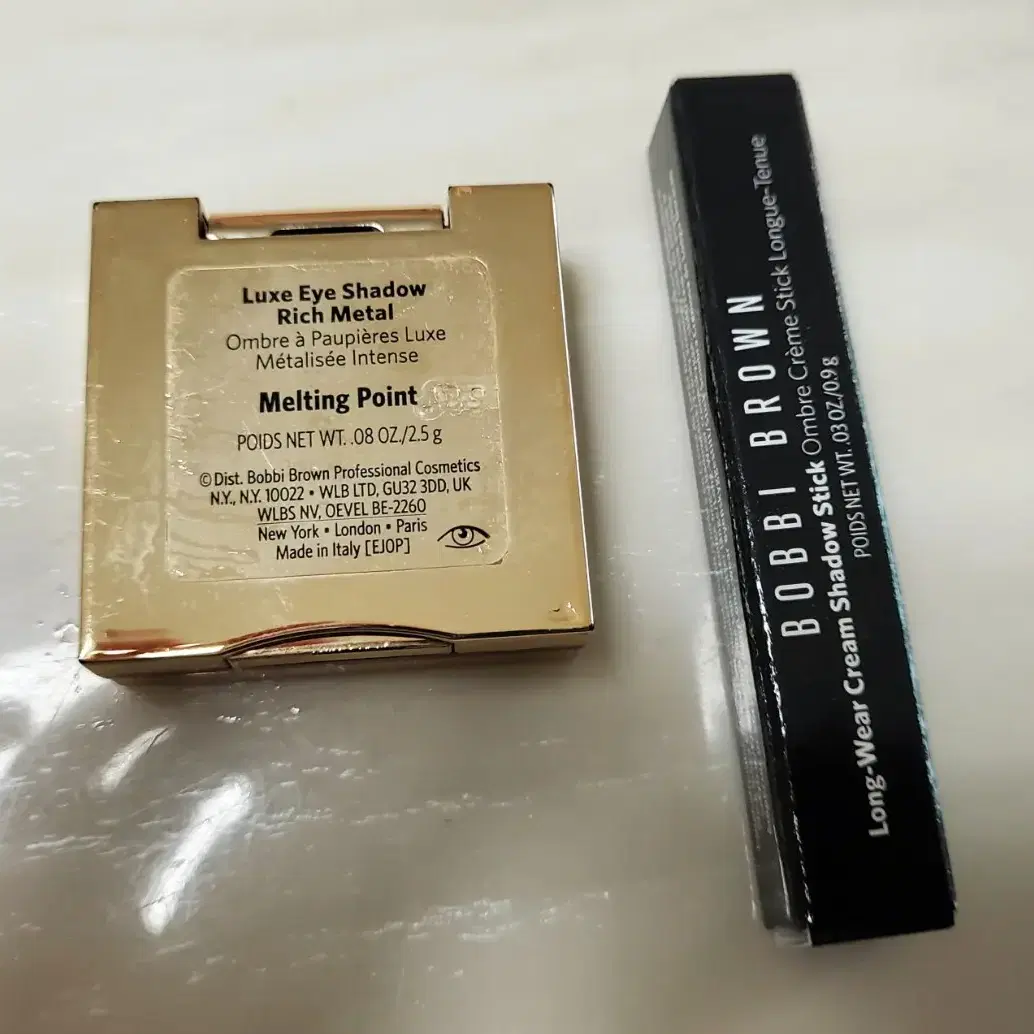 Luxe Eye Shadow
Rich Metal
Ombre à Paupières Luxe
Métalisée Intense
Melting Point
POIDS NET WT. .08 OZ./2.5 g
© Dist. Bobbi Brown Professional Cosmetics
N.Y., N.Y. 10022 • WLB LTD, GU32 3DD, UK
WLBS NV, OEVEL BE-2260
New York • London • Paris
Made in Italy [EJ0P]
BOBBI BROWN
Long-Wear Cream Shadow Stick Ombre Crème Stick Longue-Tenue
POIDS NET WT. .03 OZ./0.9 g